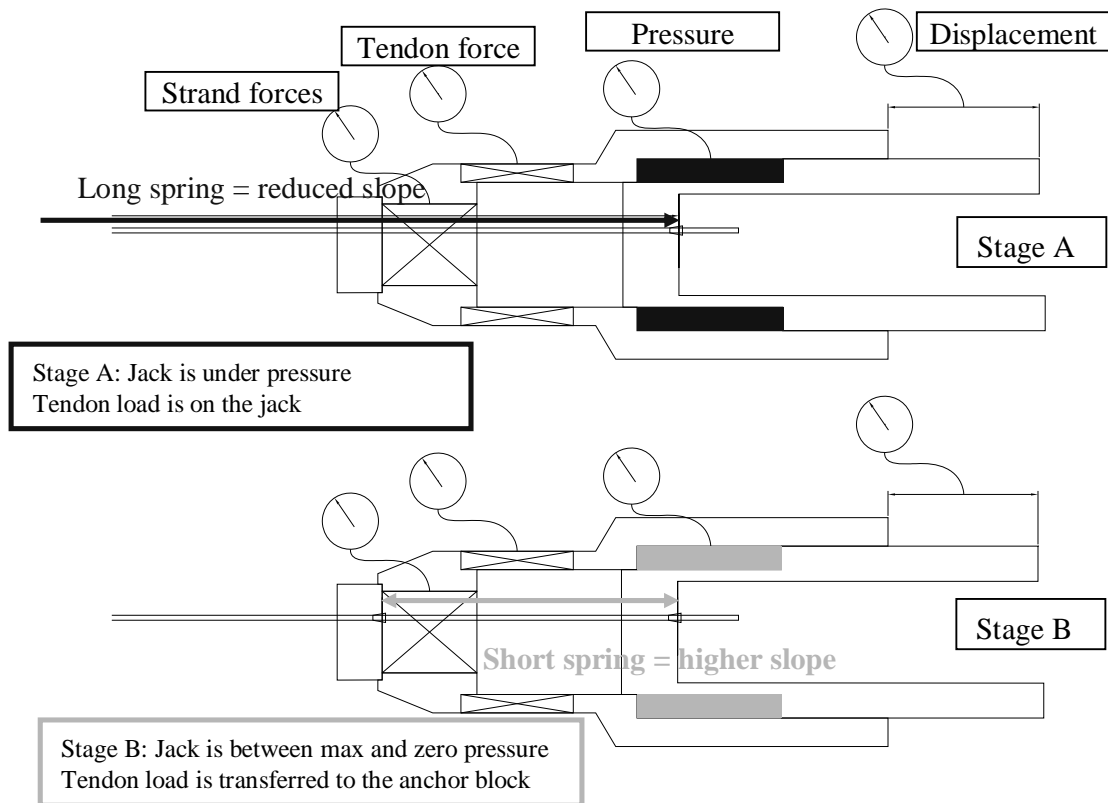 Pressure
Displacement
Tendon force
Strand forces
Long spring = reduced slope
Stage A
Stage A: Jack is under pressure
Tendon load is on the jack
Stage B
Short spring = higher slope
Stage B: Jack is between max and zero pressure
Tendon load is transferred to the anchor block